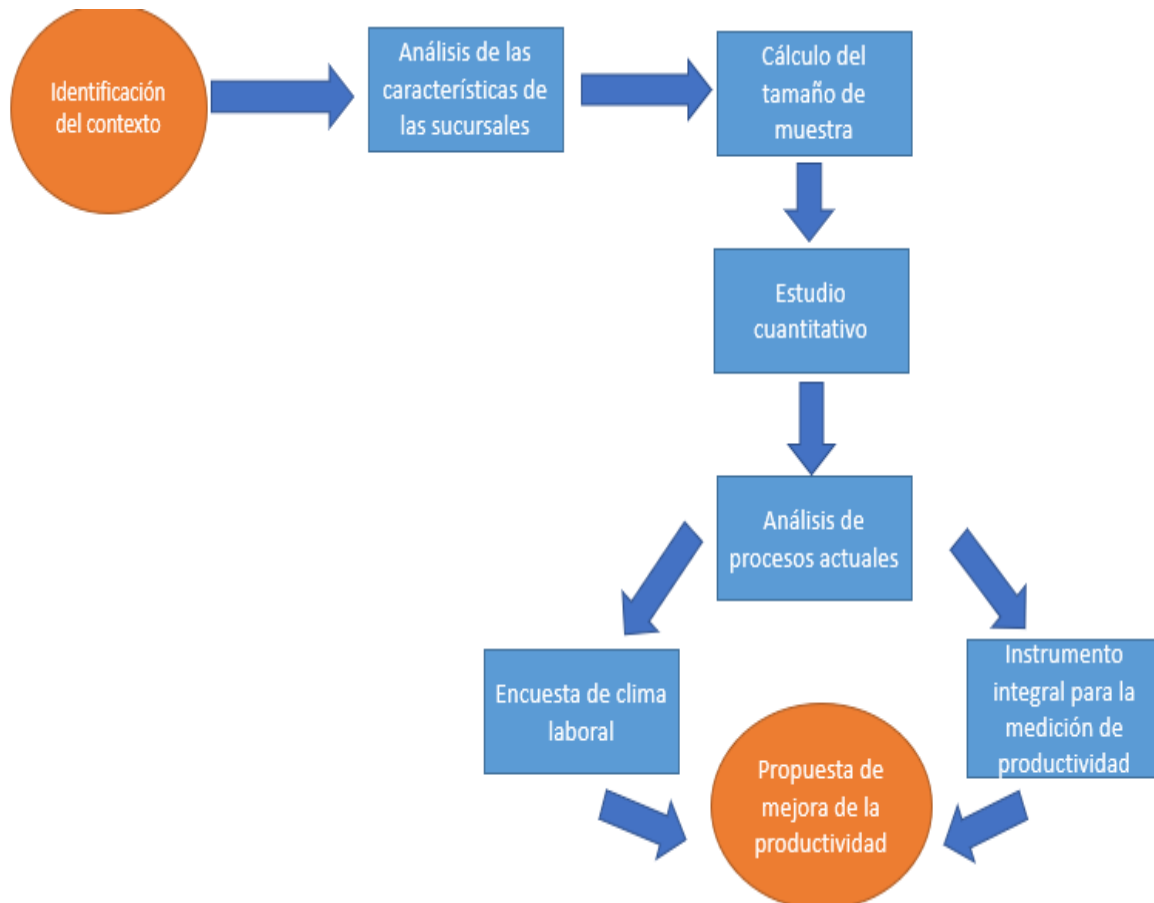 Identificación
del contexto
Análisis de las
características de
las sucursales
Cálculo del
tamaño de
muestra
Estudio
cuantitativo
Análisis de
procesos actuales
Encuesta de clima
laboral
Instrumento
integral para la
medición de
productividad
Propuesta de
mejora de la
productividad